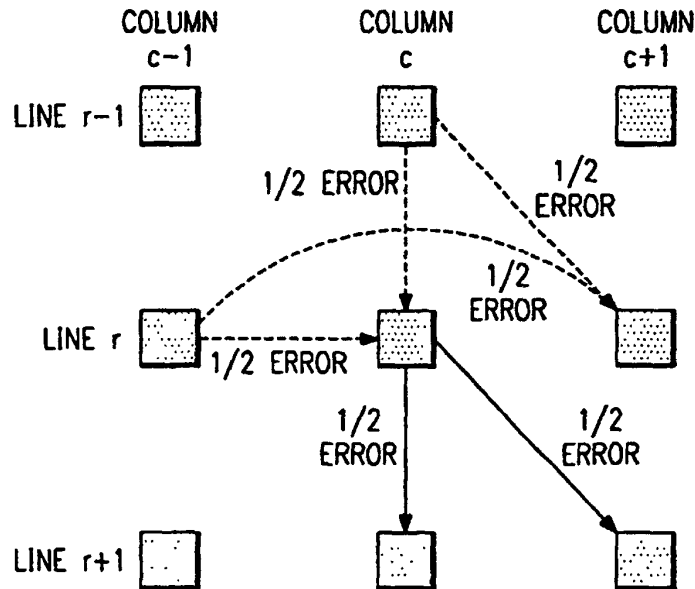 COLUMN
c-1
COLUMN
c
COLUMN
c+1
LINE r-1
1/2 ERROR
1/2
ERROR
1/2
ERROR
LINE r
1/2 ERROR
1/2
ERROR
1/2
ERROR
LINE r+1